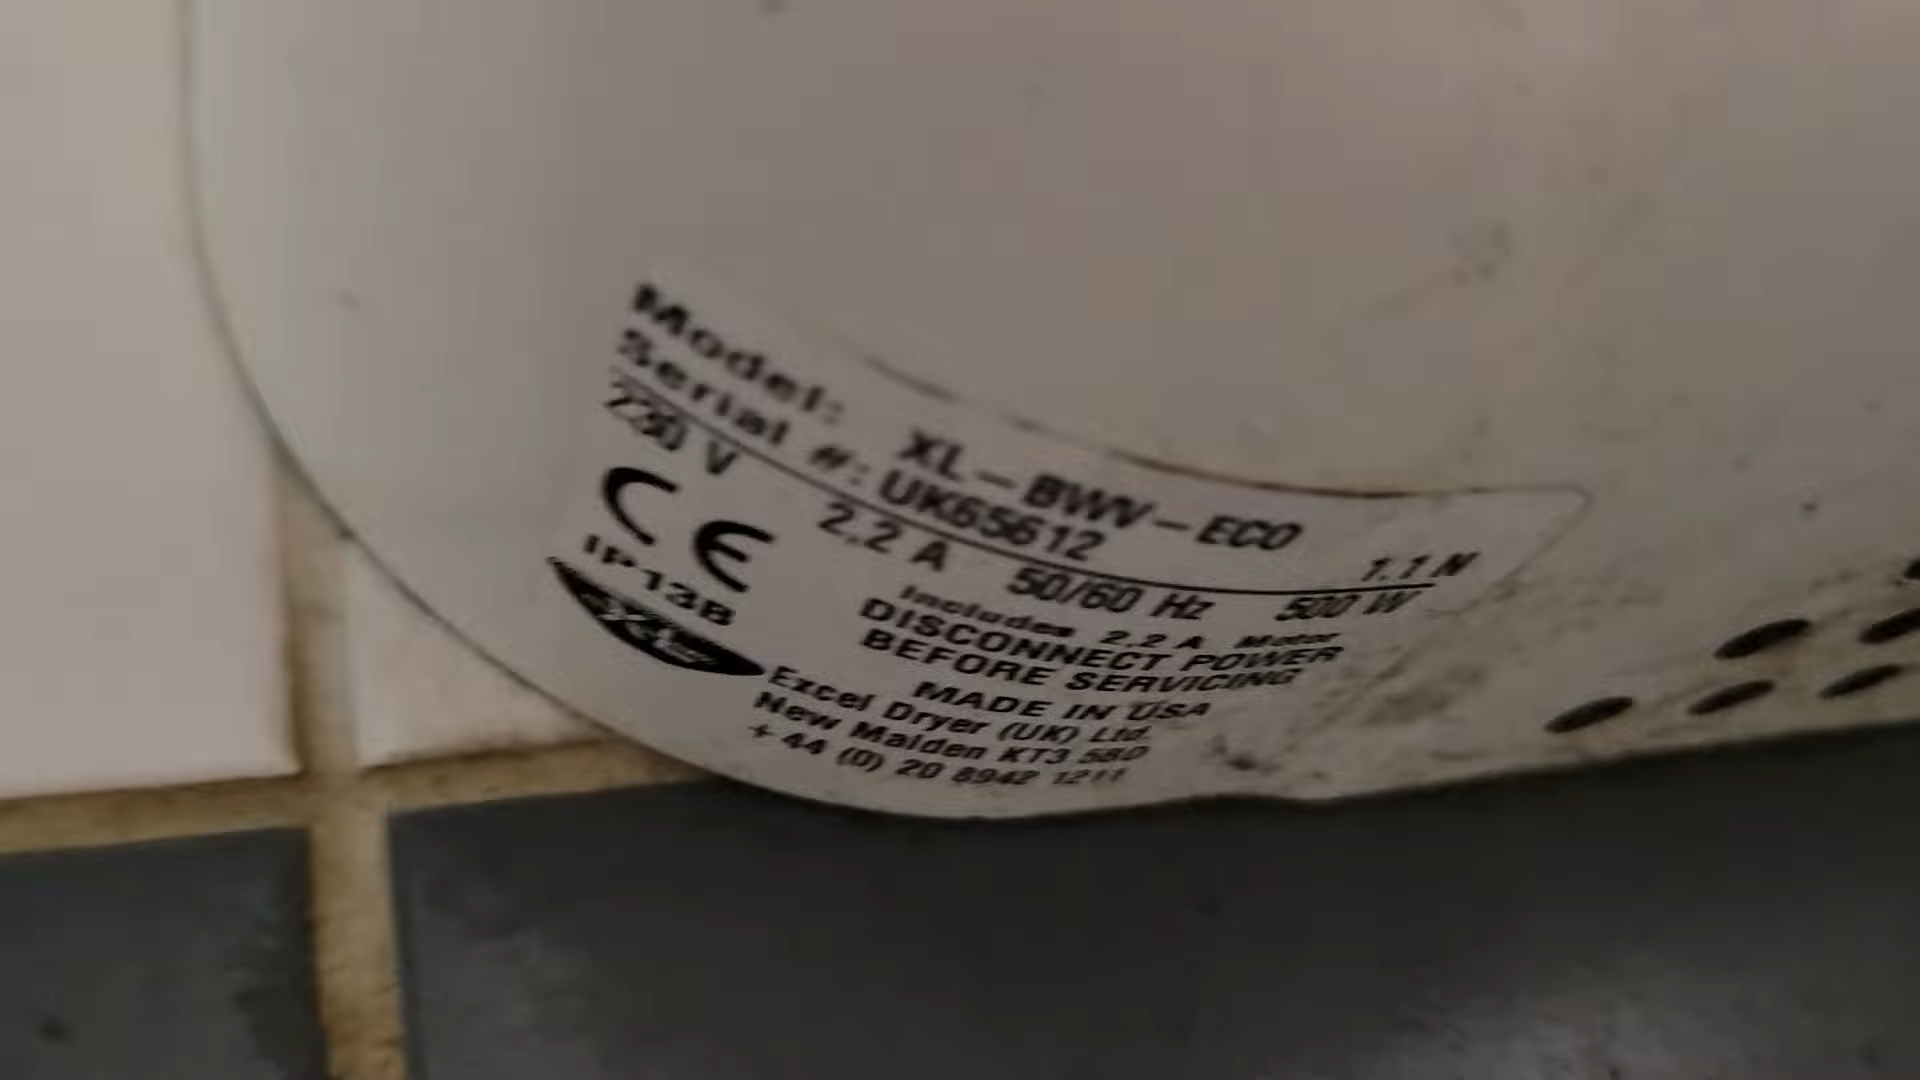 Model: XL-BWV-ECO 1.1 N
Serial #: UK65612
230 V 2.2 A 50/60 Hz 500 W
CE
IP13B
Includes 2.2 A Motor
DISCONNECT POWER
BEFORE SERVICING
MADE IN USA
Excel Dryer (UK) Ltd.
New Malden KT3 5BD
+44 (0) 20 8942 1211